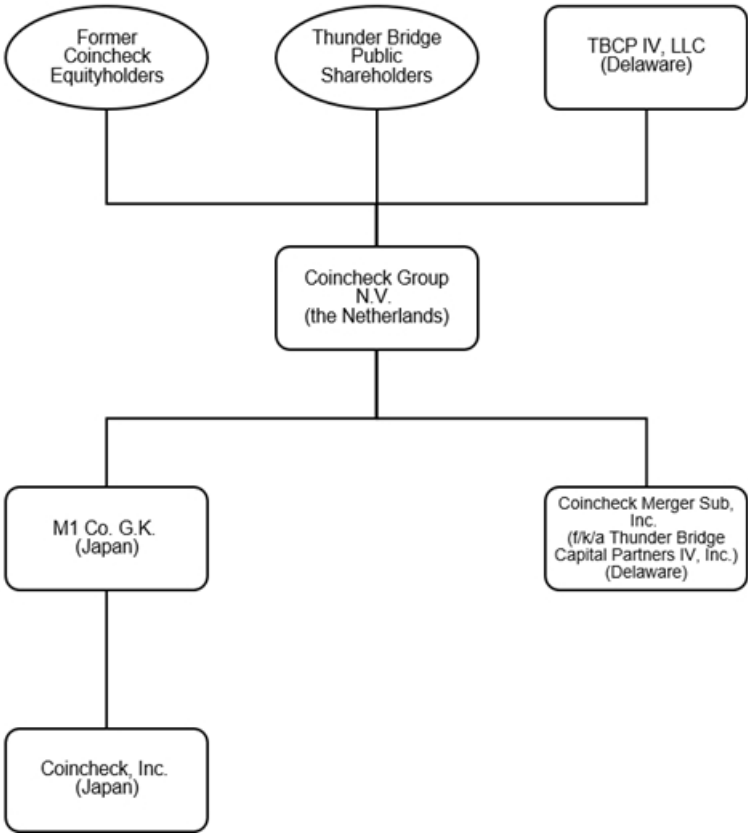 Former
Coincheck
Equityholders
Thunder Bridge
Public
Shareholders
TBCP IV, LLC
(Delaware)
Coincheck Group
N.V.
(the Netherlands)
M1 Co. G.K.
(Japan)
Coincheck Merger Sub,
Inc.
(f/k/a Thunder Bridge
Capital Partners IV, Inc.)
(Delaware)
Coincheck, Inc.
(Japan)